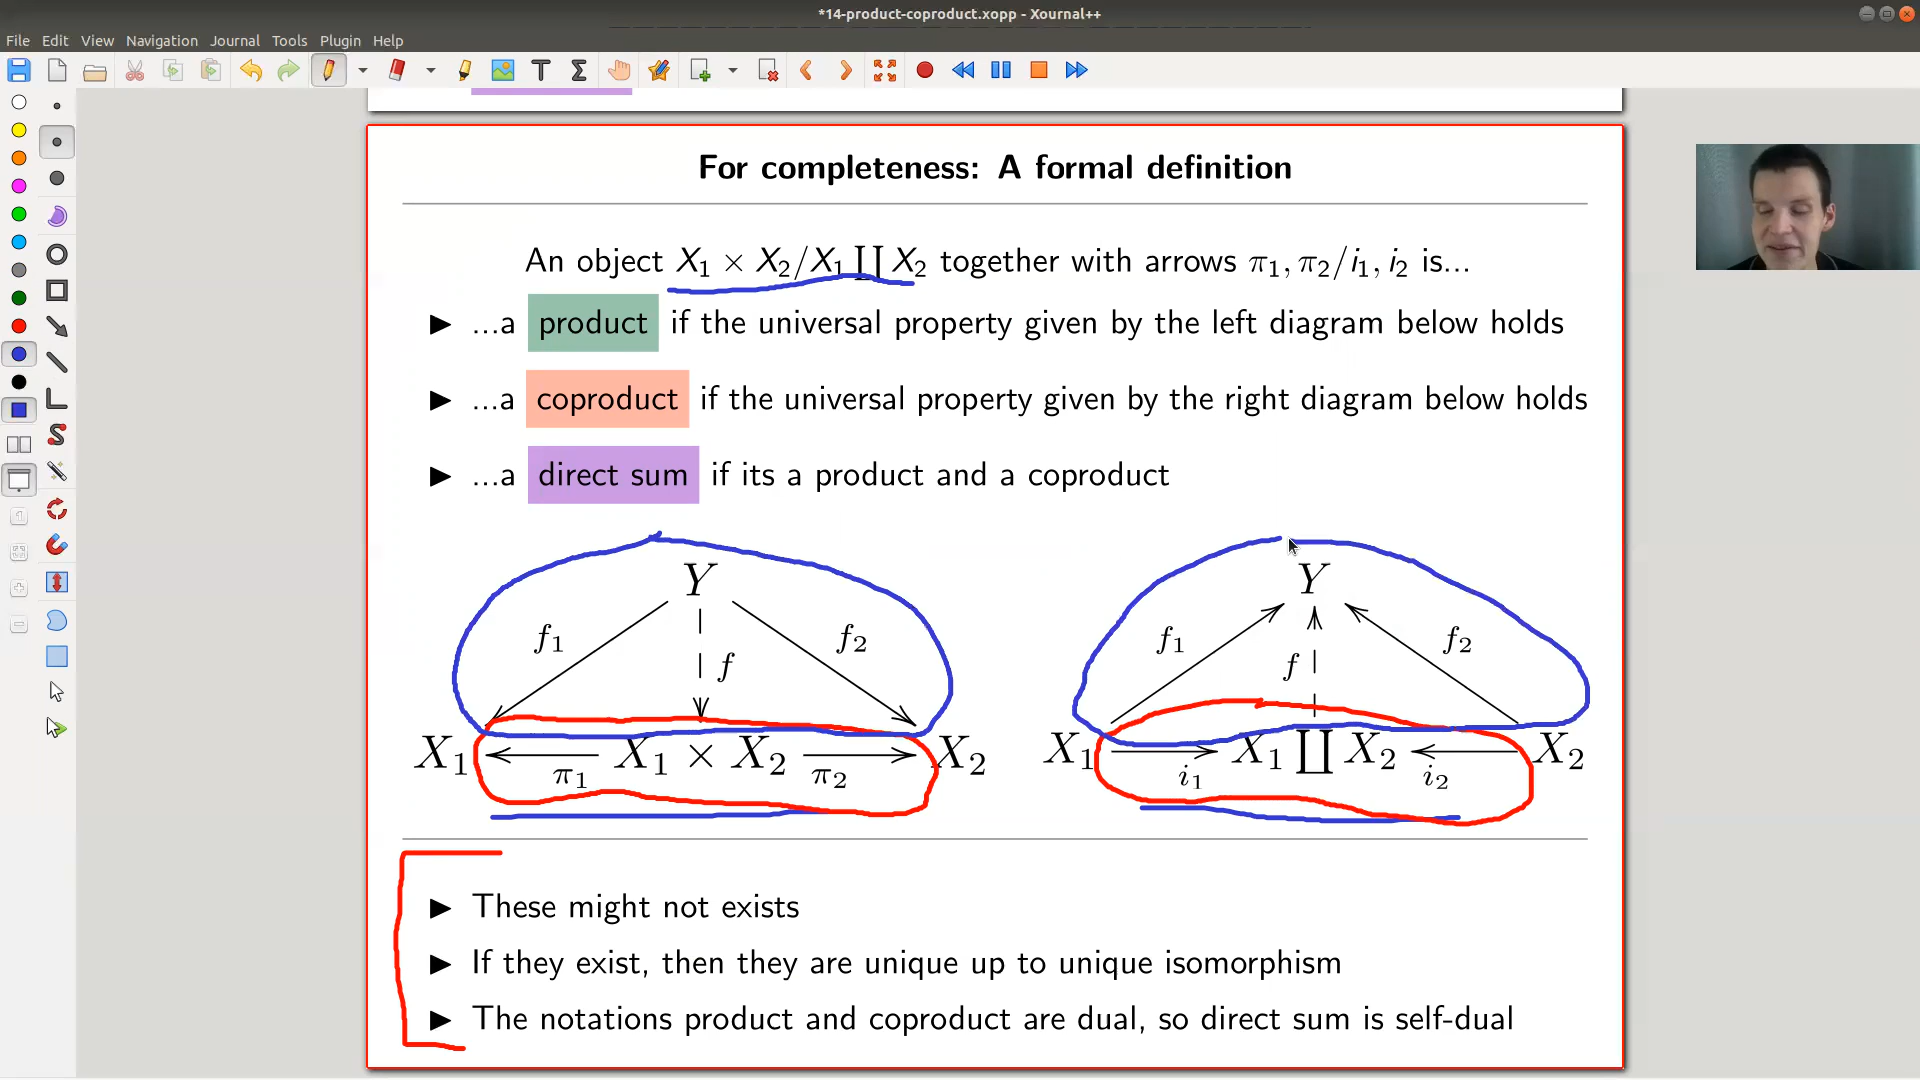 *14-product-coproduct.xopp - Xournal++
File Edit View Navigation Journal Tools Plugin Help
For completeness: A formal definition
An object X₁ × X₂/X₁ ∐ X₂ together with arrows π₁, π₂/i₁, i₂ is...
▶ ...a product if the universal property given by the left diagram below holds
▶ ...a coproduct if the universal property given by the right diagram below holds
▶ ...a direct sum if its a product and a coproduct
Y
f₁ f f₂
X₁ π₁ X₁ × X₂ π₂ X₂
Y
f₁ f f₂
X₁ i₁ X₁ ∐ X₂ i₂ X₂
▶ These might not exists
▶ If they exist, then they are unique up to unique isomorphism
▶ The notations product and coproduct are dual, so direct sum is self-dual